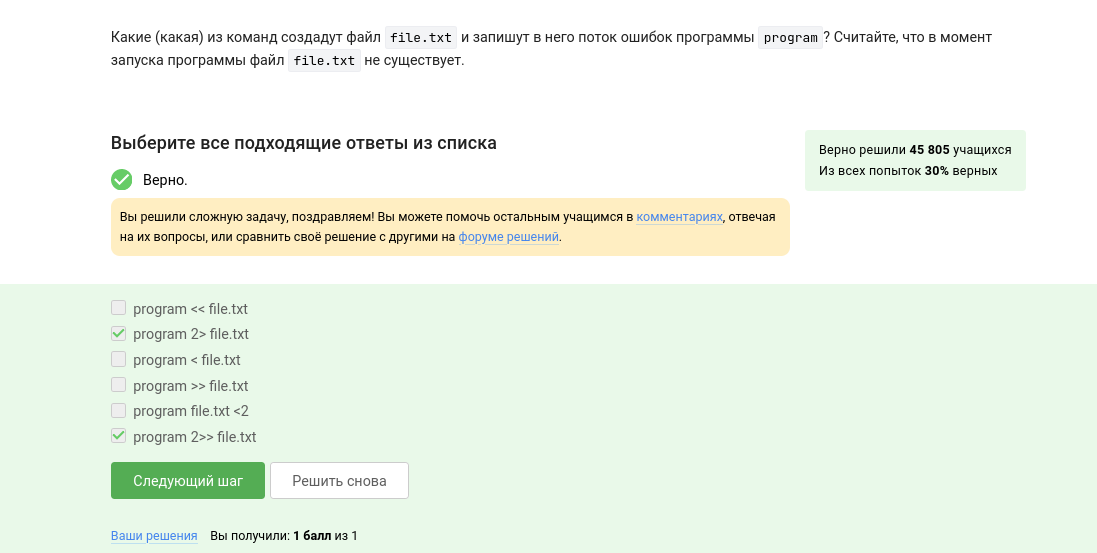 Какие (какая) из команд создадут файл file.txt и запишут в него поток ошибок программы program? Считайте, что в момент
запуска программы файл file.txt не существует.
Выберите все подходящие ответы из списка
Верно решили 45 805 учащихся
Из всех попыток 30% верных
Верно.
Вы решили сложную задачу, поздравляем! Вы можете помочь остальным учащимся в комментариях, отвечая
на их вопросы, или сравнить своё решение с другими на форуме решений.
program << file.txt
program 2> file.txt
program < file.txt
program >> file.txt
program file.txt <2
program 2>> file.txt
Следующий шаг
Решить снова
Ваши решения Вы получили: 1 балл из 1